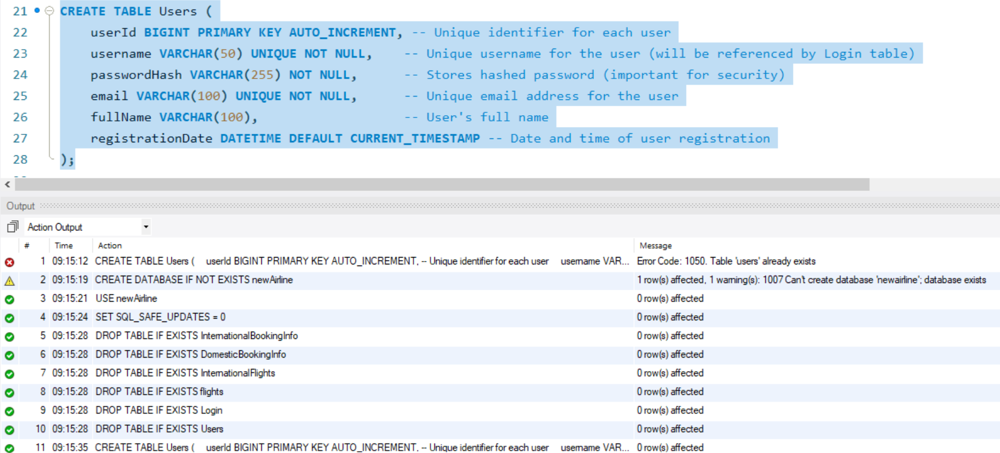 21 CREATE TABLE Users (
22 userId BIGINT PRIMARY KEY AUTO_INCREMENT, -- Unique identifier for each user
23 username VARCHAR(50) UNIQUE NOT NULL, -- Unique username for the user (will be referenced by Login table)
24 passwordHash VARCHAR(255) NOT NULL, -- Stores hashed password (important for security)
25 email VARCHAR(100) UNIQUE NOT NULL, -- Unique email address for the user
26 fullName VARCHAR(100), -- User's full name
27 registrationDate DATETIME DEFAULT CURRENT_TIMESTAMP -- Date and time of user registration
28 );
Output
Action Output
# Time Action Message
1 09:15:12 CREATE TABLE Users ( userId BIGINT PRIMARY KEY AUTO_INCREMENT, -- Unique identifier for each user username VAR... Error Code: 1050. Table 'users' already exists
2 09:15:19 CREATE DATABASE IF NOT EXISTS newAirline 1 row(s) affected, 1 warning(s): 1007 Can't create database 'newairline'; database exists
3 09:15:21 USE newAirline 0 row(s) affected
4 09:15:24 SET SQL_SAFE_UPDATES = 0 0 row(s) affected
5 09:15:28 DROP TABLE IF EXISTS InternationalBookingInfo 0 row(s) affected
6 09:15:28 DROP TABLE IF EXISTS DomesticBookingInfo 0 row(s) affected
7 09:15:28 DROP TABLE IF EXISTS InternationalFlights 0 row(s) affected
8 09:15:28 DROP TABLE IF EXISTS flights 0 row(s) affected
9 09:15:28 DROP TABLE IF EXISTS Login 0 row(s) affected
10 09:15:28 DROP TABLE IF EXISTS Users 0 row(s) affected
11 09:15:35 CREATE TABLE Users ( userId BIGINT PRIMARY KEY AUTO_INCREMENT, -- Unique identifier for each user username VAR... 0 row(s) affected